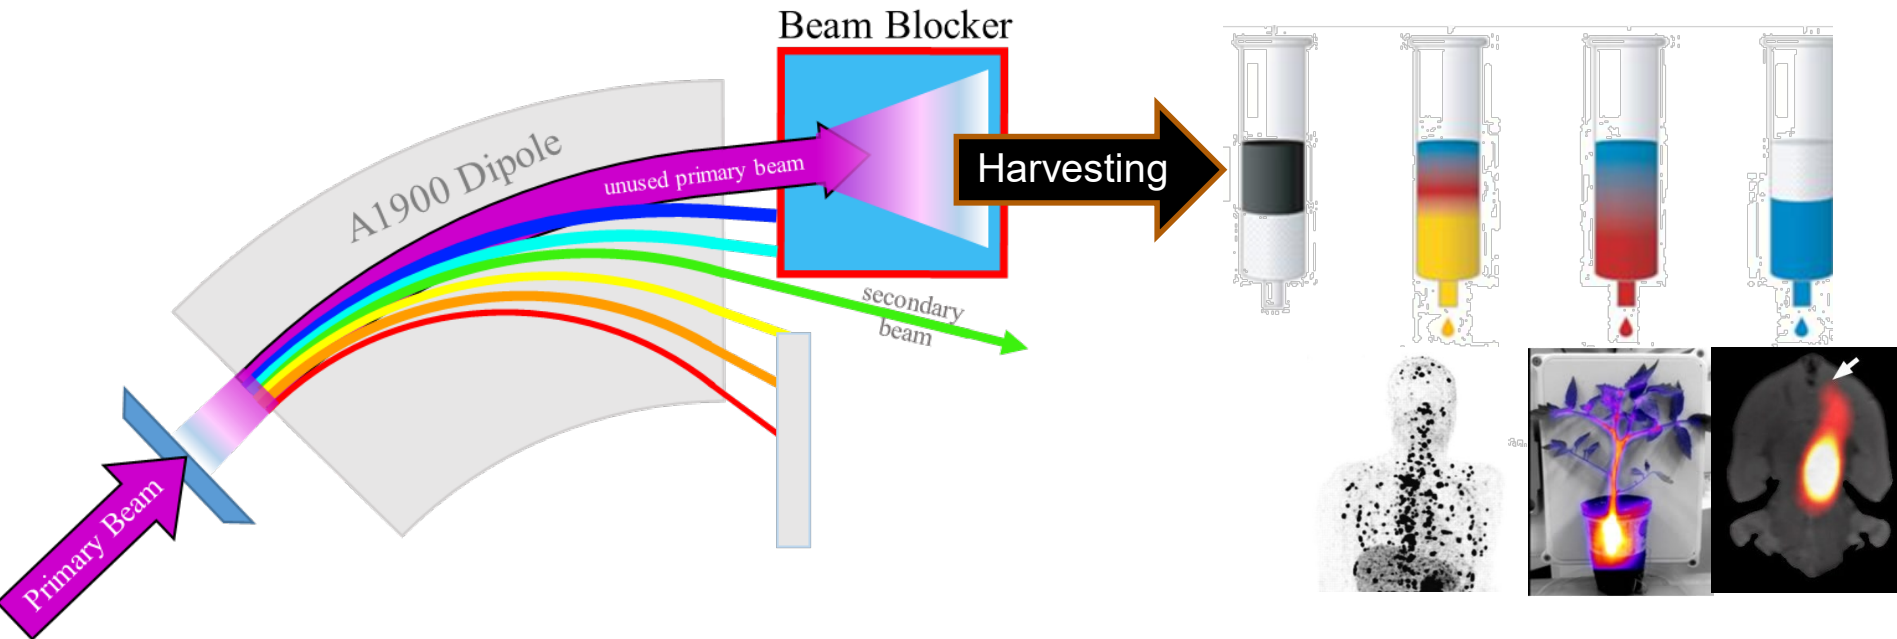 Beam Blocker
A1900 Dipole
unused primary beam
Harvesting
secondary
beam
Primary Beam